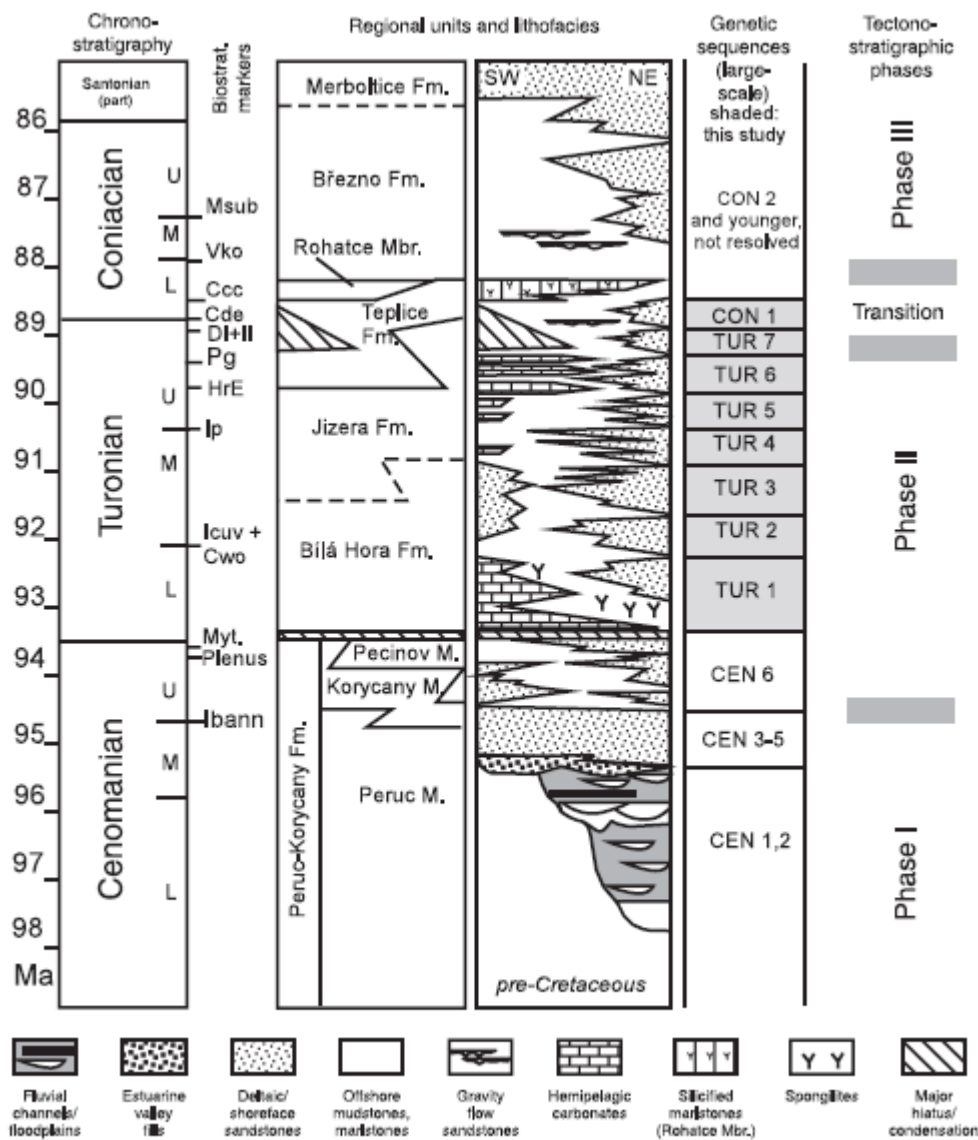 Chrono-
stratigraphy
Biostrat.
markers
Regional units and lithofacies
Genetic
sequences
(large-
scale)
shaded:
this study
Tectono-
stratigraphic
phases
Santonian
(part)
Coniacian
Turonian
Cenomanian
U
M
L
U
M
L
U
M
L
86
87
88
89
90
91
92
93
94
95
96
97
98
Ma
Msub
Vko
Ccc
Cde
DI+II
Pg
HrE
Ip
Icuv +
Cwo
Myt.
Plenus
Ibann
Merboltice Fm.
Březno Fm.
Rohatce Mbr.
Teplice
Fm.
Jizera Fm.
Bílá Hora Fm.
Pecinov M.
Korycany M.
Peruc M.
Peruc-Korycany Fm.
SW
NE
pre-Cretaceous
CON 2
and younger,
not resolved
CON 1
TUR 7
TUR 6
TUR 5
TUR 4
TUR 3
TUR 2
TUR 1
CEN 6
CEN 3-5
CEN 1,2
Phase III
Transition
Phase II
Phase I
Fluvial
channels/
floodplains
Estuarine
valley
fills
Deltaic/
shoreface
sandstones
Offshore
mudstones,
marlstones
Gravity
flow
sandstones
Hemipelagic
carbonates
Silicified
marlstones
(Rohatce Mbr.)
Spongilites
Major
hiatus/
condensation